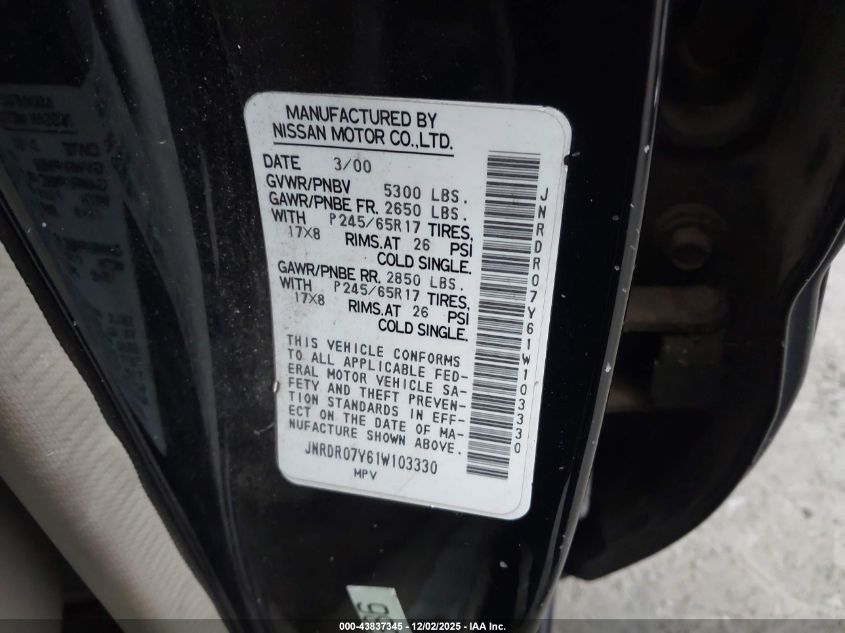 MANUFACTURED BY
NISSAN MOTOR CO.,LTD.
DATE 3/00
GVWR/PNBV 5300 LBS.
GAWR/PNBE FR. 2650 LBS.
WITH P245/65R17 TIRES,
17X8 RIMS.AT 26 PSI
COLD SINGLE.
GAWR/PNBE RR. 2850 LBS.
WITH P245/65R17 TIRES,
17X8 RIMS.AT 26 PSI
COLD SINGLE.
THIS VEHICLE CONFORMS
TO ALL APPLICABLE FED-
ERAL MOTOR VEHICLE SA-
FETY AND THEFT PREVEN-
TION STANDARDS IN EFF-
ECT ON THE DATE OF MA-
NUFACTURE SHOWN ABOVE.
JNRDR07Y61W103330
MPV
JNRDR07Y61W103330
000-43837345 - 12/02/2025 - IAA Inc.